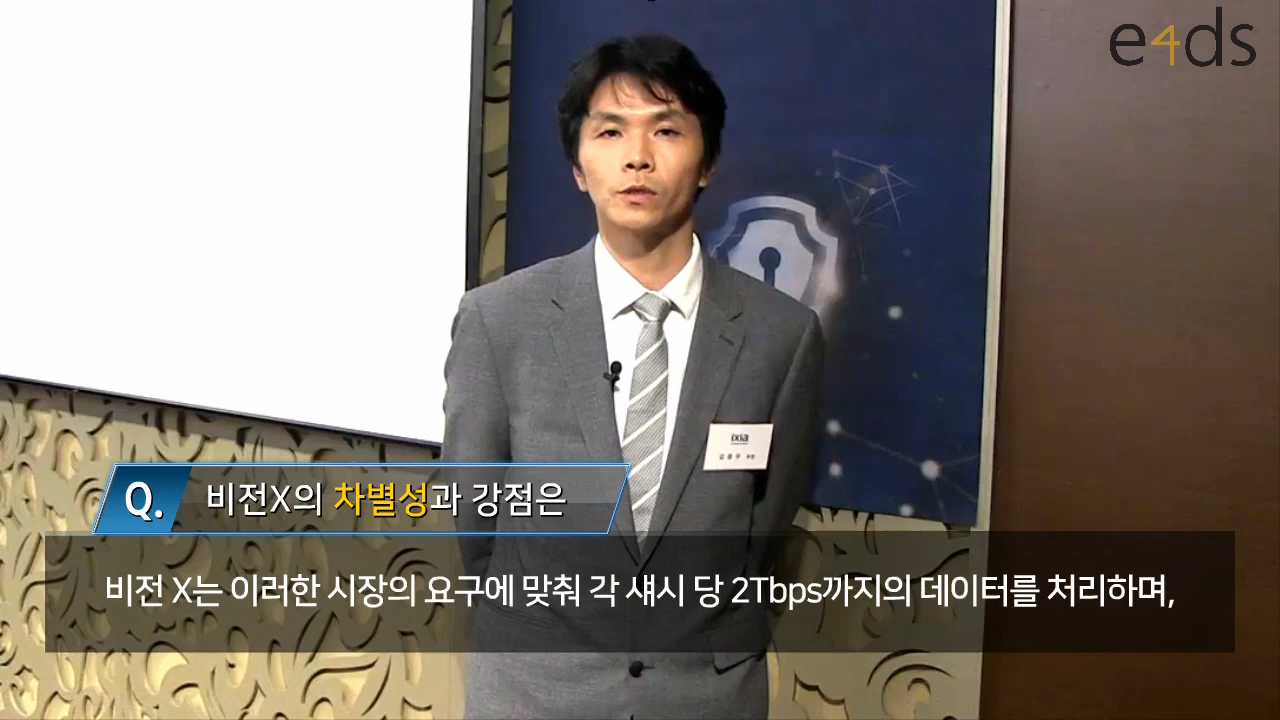 e4ds
ixia
Q. 비전X의 차별성과 강점은
비전 X는 이러한 시장의 요구에 맞춰 각 섀시 당 2Tbps까지의 데이터를 처리하며,